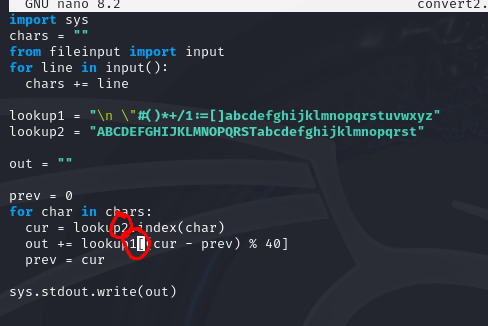 GNU nano 8.2 convert2.
import sys
chars = ""
from fileinput import input
for line in input():
  chars += line
lookup1 = "\n \"#()*+/1:=[]abcdefghijklmnopqrstuvwxyz"
lookup2 = "ABCDEFGHIJKLMNOPQRSTabcdefghijklmnopqrst"
out = ""
prev = 0
for char in chars:
  cur = lookup2.index(char)
  out += lookup1[(cur - prev) % 40]
  prev = cur
sys.stdout.write(out)